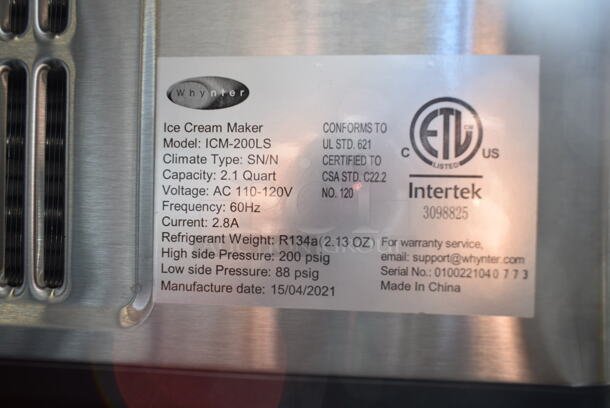 Whynter
Ice Cream Maker
Model: ICM-200LS
Climate Type: SN/N
Capacity: 2.1 Quart
Voltage: AC 110-120V
Frequency: 60Hz
Current: 2.8A
Refrigerant Weight: R134a(2.13 OZ)
High side Pressure: 200 psig
Low side Pressure: 88 psig
Manufacture date: 15/04/2021
CONFORMS TO
UL STD. 621
CERTIFIED TO
CSA STD. C22.2
NO. 120
ETL CM
LISTED
C US
Intertek
3098825
For warranty service,
email: support@whynter.com
Serial No.: 0100221040773
Made In China